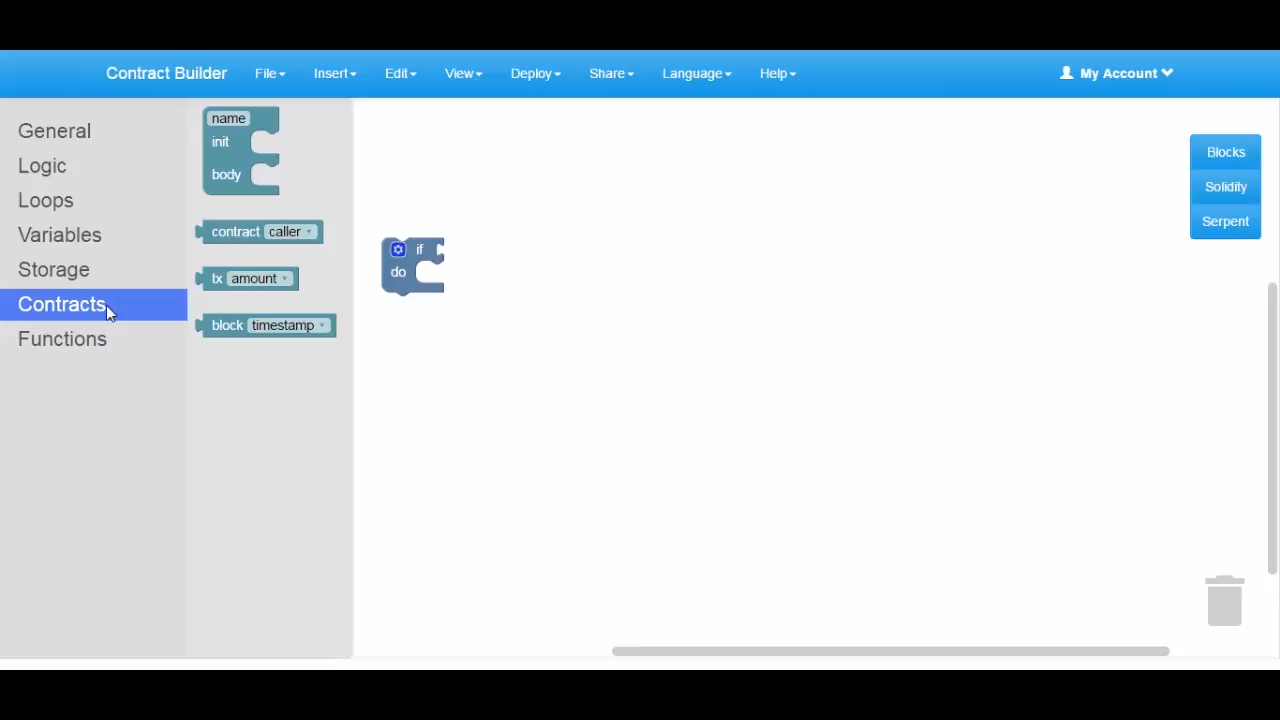 Contract Builder File Insert Edit View Deploy Share Language Help My Account
General
Logic
Loops
Variables
Storage
Contracts
Functions
name
init
body
contract caller
tx amount
block timestamp
if
do
Blocks
Solidity
Serpent